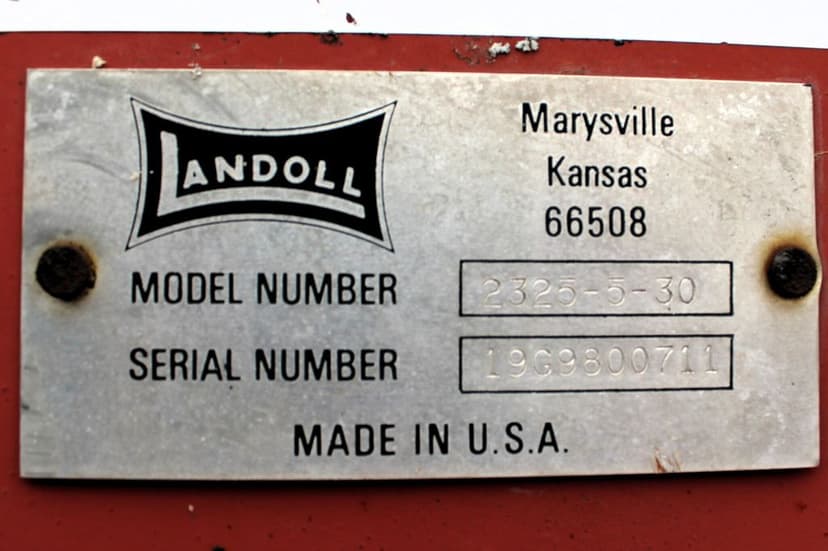 LANDOLL
Marysville
Kansas
66508
MODEL NUMBER 2325-5-30
SERIAL NUMBER 19G9800711
MADE IN U.S.A.